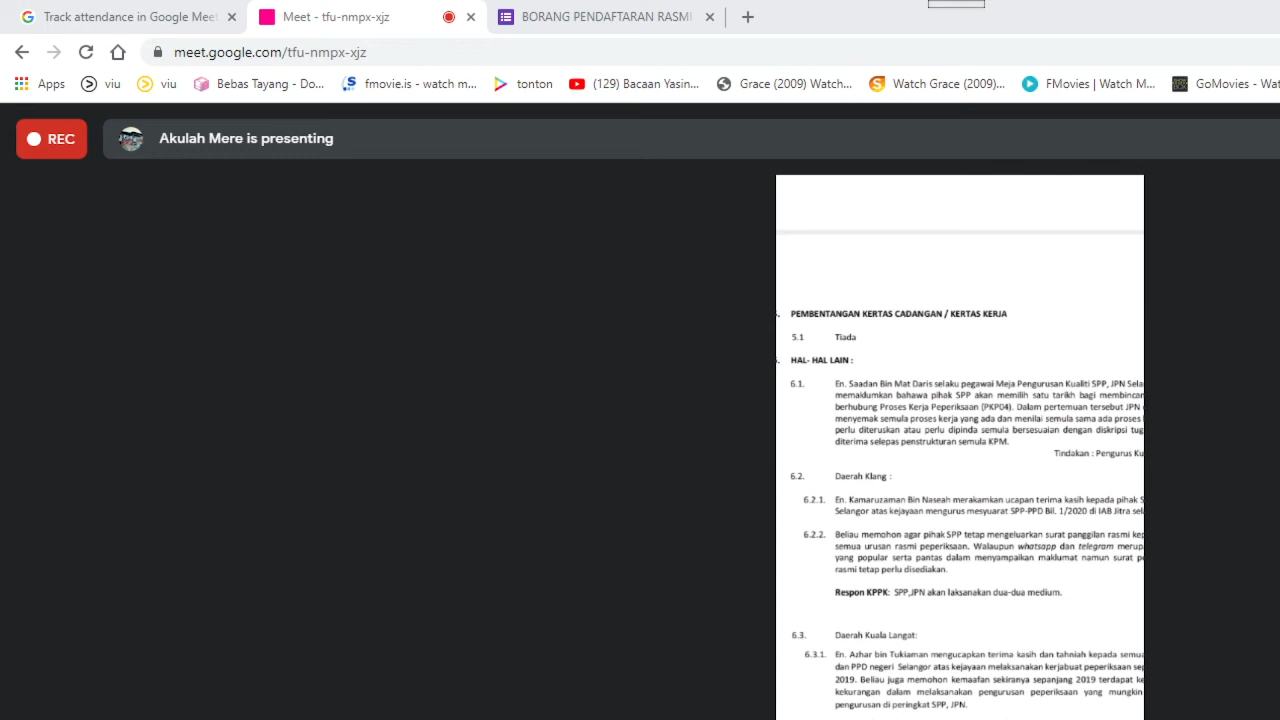 Track attendance in Google Meet
Meet - tfu-nmpx-xjz
BORANG PENDAFTARAN RASMI
meet.google.com/tfu-nmpx-xjz
Apps
viu
viu
Bebas Tayang - Do...
fmovie.is - watch m...
tonton
(129) Bacaan Yasin...
Grace (2009) Watch...
Watch Grace (2009)...
FMovies | Watch M...
GoMovies - Wat
REC
Akulah Mere is presenting
PEMBENTANGAN KERTAS CADANGAN / KERTAS KERJA
5.1 Tiada
HAL- HAL LAIN :
6.1. En. Saadan Bin Mat Daris selaku pegawai Meja Pengurusan Kualiti SPP, JPN Sela
memaklumkan bahawa pihak SPP akan memilih satu tarikh bagi membincan
berhubung Proses Kerja Peperiksaan (PKP04). Dalam pertemuan tersebut JPN
menyemak semula proses kerja yang ada dan menilai semula sama ada proses
perlu diteruskan atau perlu dipinda semula bersesuaian dengan diskripsi tug
diterima selepas penstrukturan semula KPM.
Tindakan : Pengurus Ku
6.2. Daerah Klang :
6.2.1. En. Kamaruzaman Bin Naseah merakamkan ucapan terima kasih kepada pihak S
Selangor atas kejayaan mengurus mesyuarat SPP-PPD Bil. 1/2020 di IAB Jitra sel
6.2.2. Beliau memohon agar pihak SPP tetap mengeluarkan surat panggilan rasmi kep
semua urusan rasmi peperiksaan. Walaupun whatsapp dan telegram merup
yang popular serta pantas dalam menyampaikan maklumat namun surat p
rasmi tetap perlu disediakan.
Respon KPPK: SPP,JPN akan laksanakan dua-dua medium.
6.3. Daerah Kuala Langat:
6.3.1. En. Azhar bin Tukiaman mengucapkan terima kasih dan tahniah kepada semua
dan PPD negeri Selangor atas kejayaan melaksanakan kerjabuat peperiksaan sep
2019. Beliau juga memohon kemaafan sekiranya sepanjang 2019 terdapat ke
kekurangan dalam melaksanakan pengurusan peperiksaan yang mungkin
pengurusan di peringkat SPP, JPN.